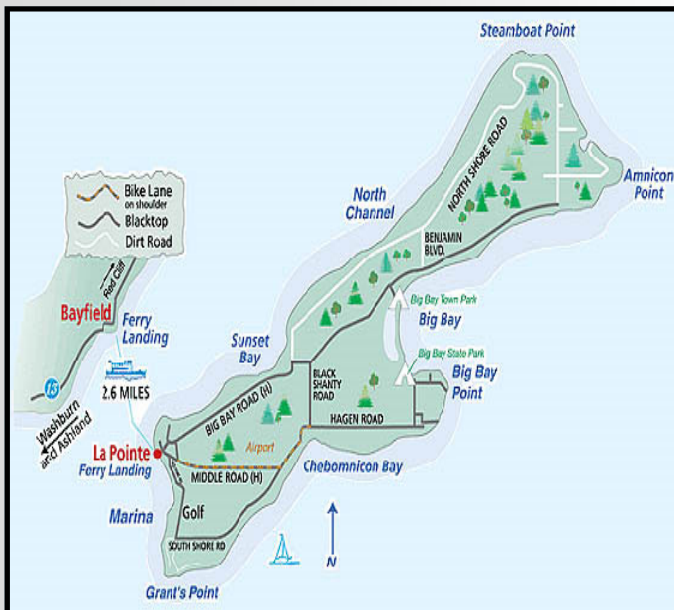 Steamboat Point
Bike Lane
on shoulder
Blacktop
Dirt Road
NORTH SHORE ROAD
Amnicon
Point
North
Channel
BENJAMIN
BLVD.
Red Cliff
Bayfield
Ferry
Landing
Big Bay Town Park
Big Bay
Sunset
Bay
Big Bay State Park
13
2.6 MILES
BLACK
SHANTY
ROAD
Big Bay
Point
BIG BAY ROAD (H)
HAGEN ROAD
Washburn
and Ashland
Airport
La Pointe
Ferry Landing
MIDDLE ROAD (H)
Chebomnicon Bay
Marina
Golf
SOUTH SHORE RD
N
Grant's Point